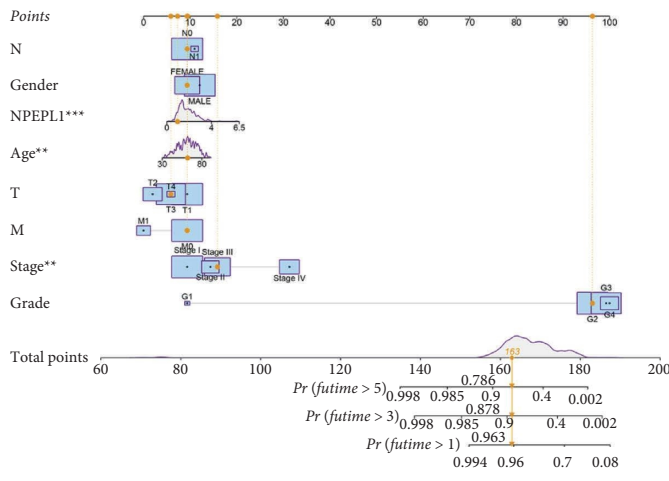 Points 0 10 20 30 40 50 60 70 80 90 100
N N0 N1
Gender FEMALE MALE
NPEPL1*** 0 4 6.5
Age** 30 80
T T2 T4 T3 T1
M M1 M0
Stage** Stage I Stage III Stage II Stage IV
Grade G1 G3 G2 G4
Total points 163
60 80 100 120 140 160 180 200
Pr (futime > 5) 0.786
0.998 0.985 0.9 0.4 0.002
Pr (futime > 3) 0.878
0.998 0.985 0.9 0.4 0.002
Pr (futime > 1) 0.963
0.994 0.96 0.7 0.08